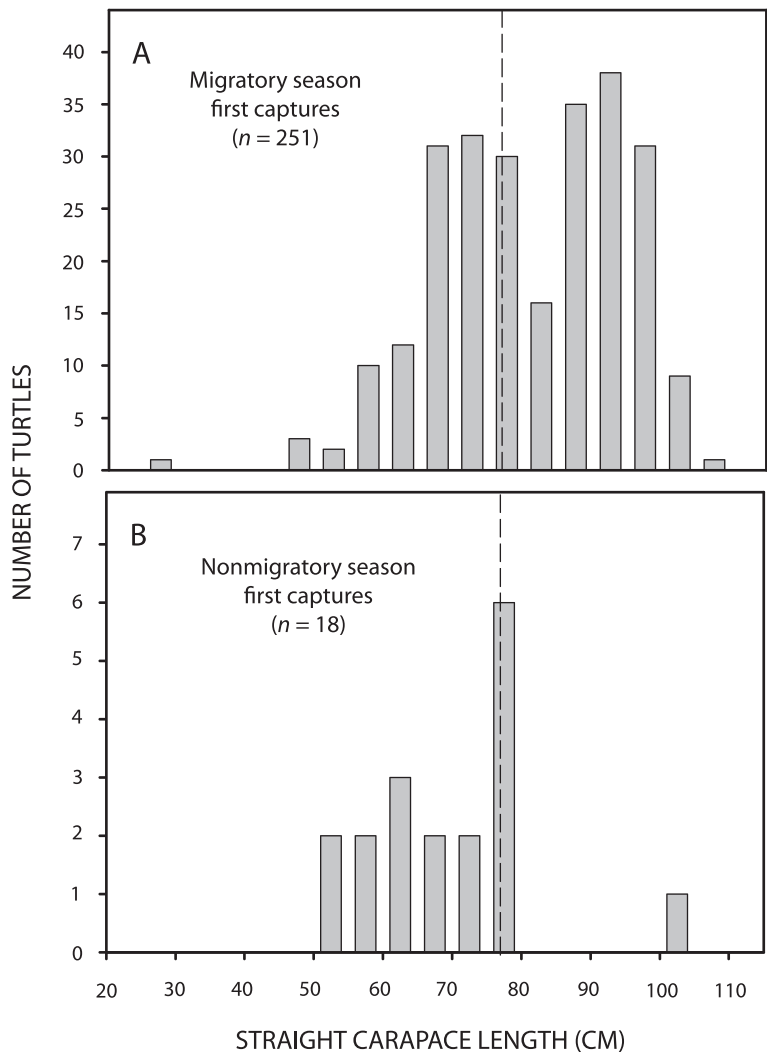 NUMBER OF TURTLES
A
Migratory season
first captures
(n = 251)
40
35
30
25
20
15
10
5
0
B
Nonmigratory season
first captures
(n = 18)
7
6
5
4
3
2
1
0
20 30 40 50 60 70 80 90 100 110
STRAIGHT CARAPACE LENGTH (CM)